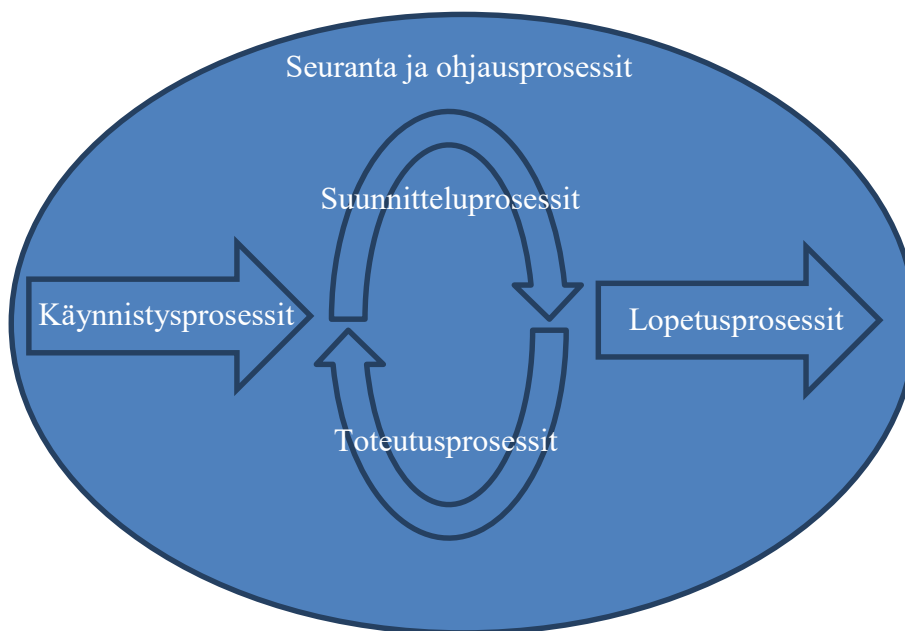 Seuranta ja ohjausprosessit
Suunnitteluprosessit
Käynnistysprosessit
Lopetusprosessit
Toteutusprosessit